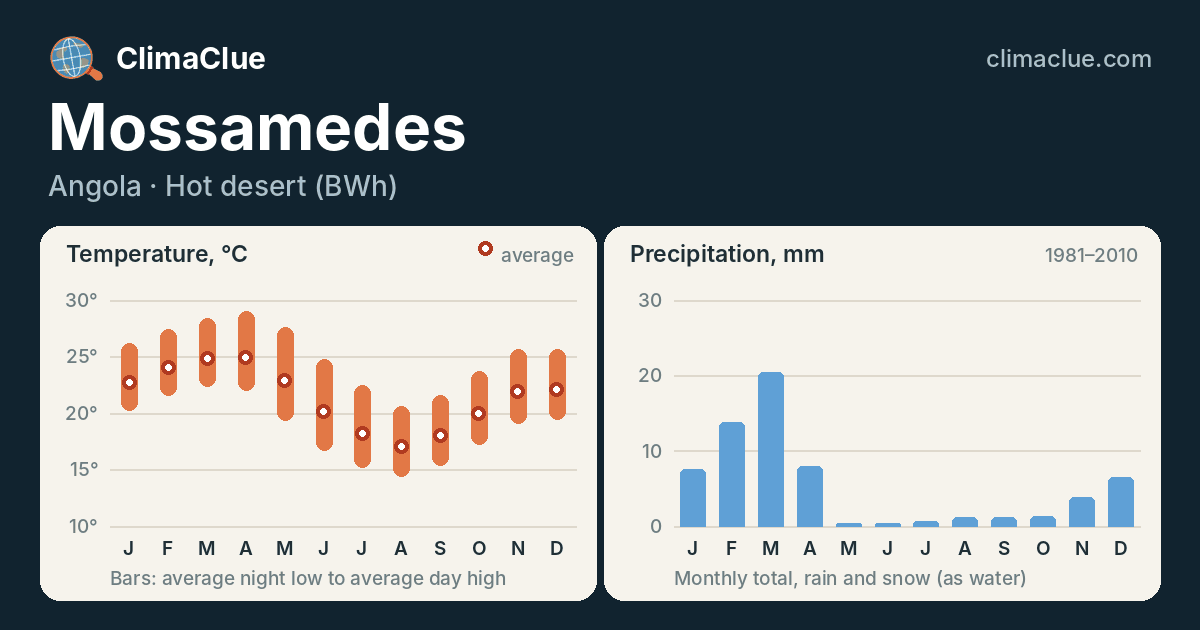 ClimaClue
climaclue.com
Mossamedes
Angola · Hot desert (BWh)
Temperature, °C
average
30°
25°
20°
15°
10°
J F M A M J J A S O N D
Bars: average night low to average day high
Precipitation, mm
1981–2010
30
20
10
0
J F M A M J J A S O N D
Monthly total, rain and snow (as water)